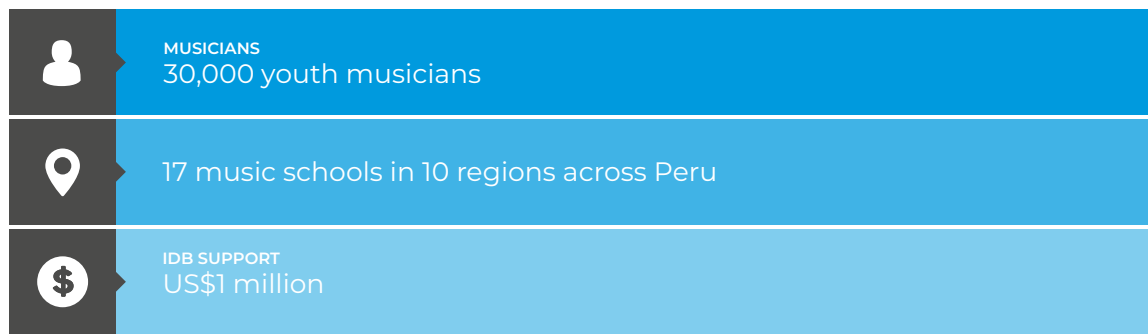 MUSICIANS
30,000 youth musicians
17 music schools in 10 regions across Peru
$
IDB SUPPORT
US$1 million